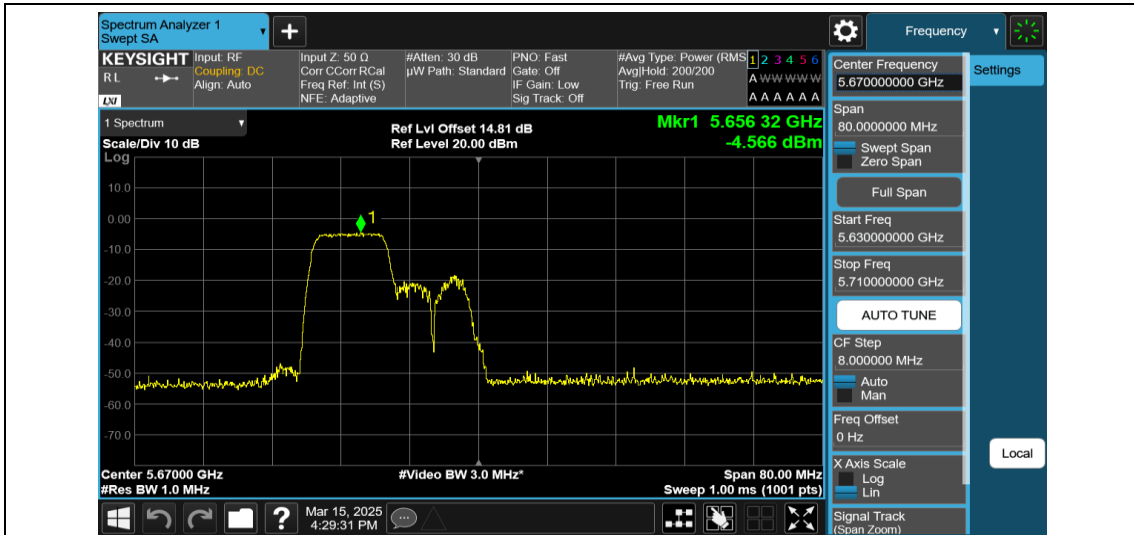 Spectrum Analyzer 1
Swept SA
Frequency
KEYSIGHT
R L
LXI
Input: RF
Coupling: DC
Align: Auto
Input Z: 50 Ω
Corr CCorr RCal
Freq Ref: Int (S)
NFE: Adaptive
#Atten: 30 dB
µW Path: Standard
PNO: Fast
Gate: Off
IF Gain: Low
Sig Track: Off
#Avg Type: Power (RMS
Avg|Hold: 200/200
Trig: Free Run
1 2 3 4 5 6
A W W W W W
A A A A A A
1 Spectrum
Scale/Div 10 dB
Ref Lvl Offset 14.81 dB
Ref Level 20.00 dBm
Mkr1 5.656 32 GHz
-4.566 dBm
Log
10.0
0.00
-10.0
-20.0
-30.0
-40.0
-50.0
-60.0
-70.0
1
Center 5.67000 GHz
#Res BW 1.0 MHz
#Video BW 3.0 MHz*
Span 80.00 MHz
Sweep 1.00 ms (1001 pts)
Center Frequency
5.670000000 GHz
Span
80.0000000 MHz
Swept Span
Zero Span
Full Span
Start Freq
5.630000000 GHz
Stop Freq
5.710000000 GHz
AUTO TUNE
CF Step
8.000000 MHz
Auto
Man
Freq Offset
0 Hz
X Axis Scale
Log
Lin
Signal Track
(Span Zoom)
Settings
Local
?
Mar 15, 2025
4:29:31 PM